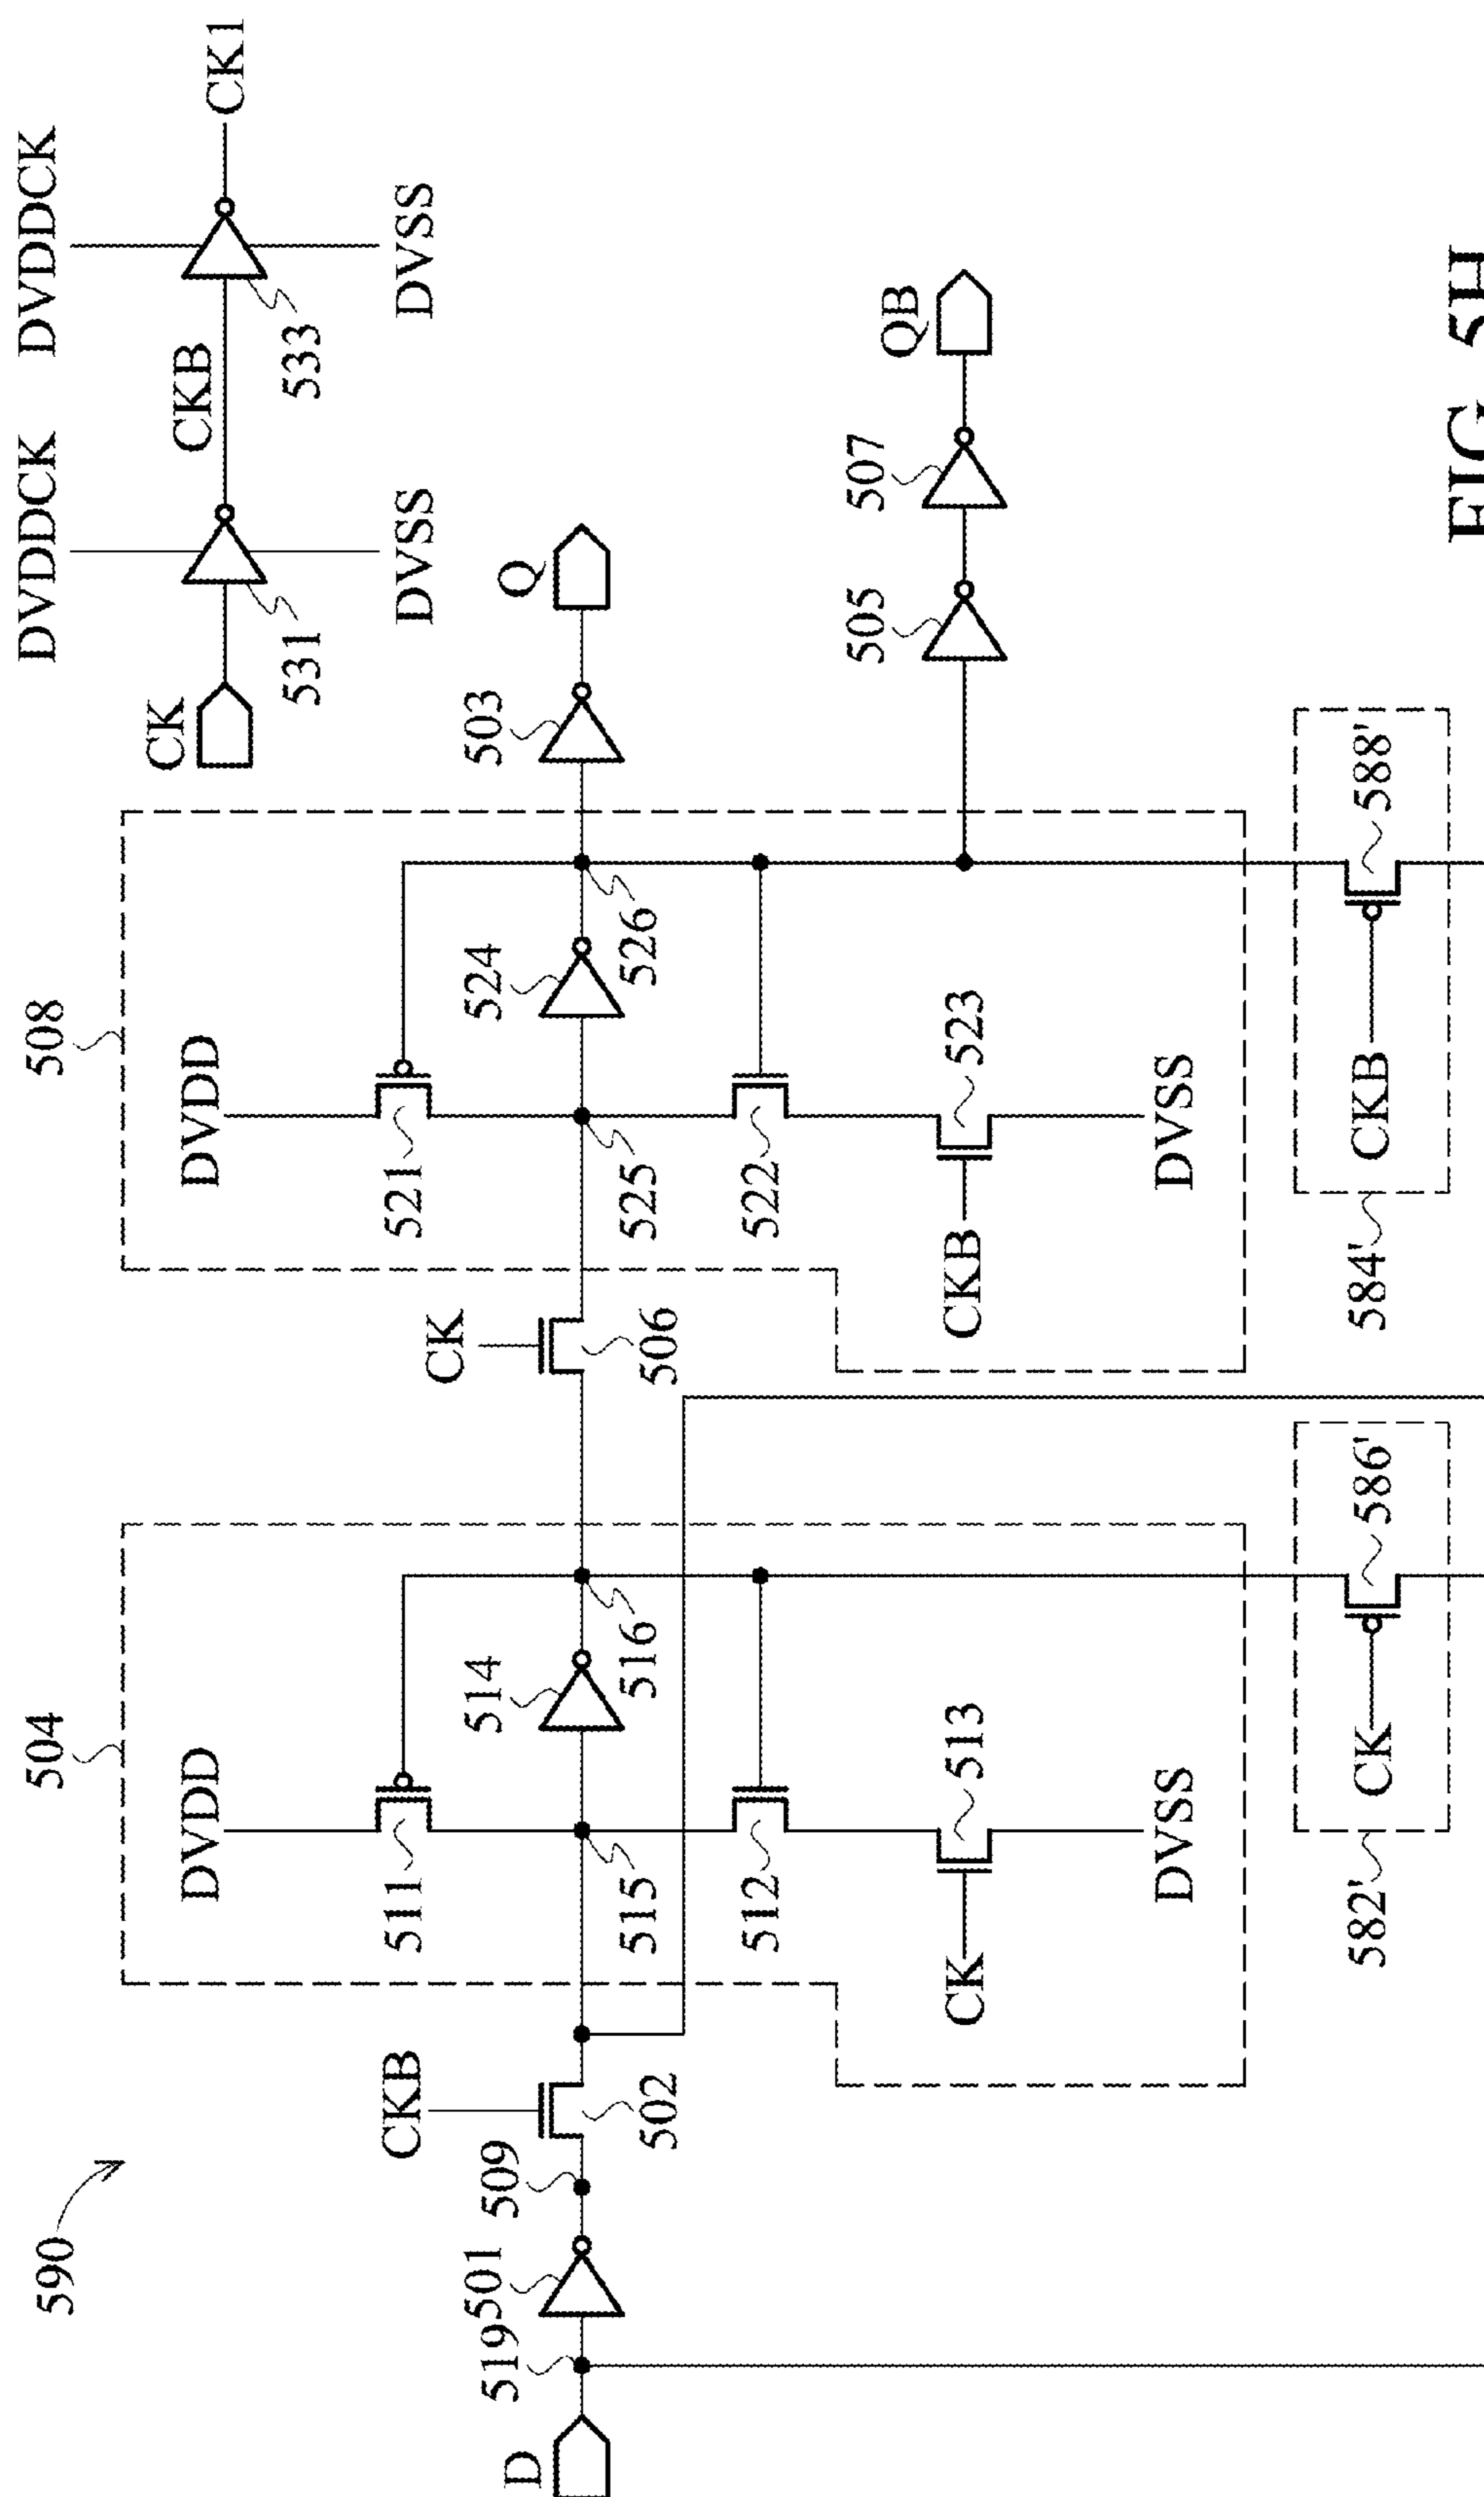 590
504
508
DVDDCK
DVDDCK
CK
CKB
CK1
531
533
DVSS
DVSS
DVDD
DVDD
511
521
CKB
CK
D
519
501
509
502
514
524
503
Q
515
516
506
525
526
512
522
505
507
QB
CK
513
CKB
523
DVSS
DVSS
582'
CK
586'
584'
CKB
588'
FIG. 5H